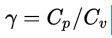 γ = C_p/C_v